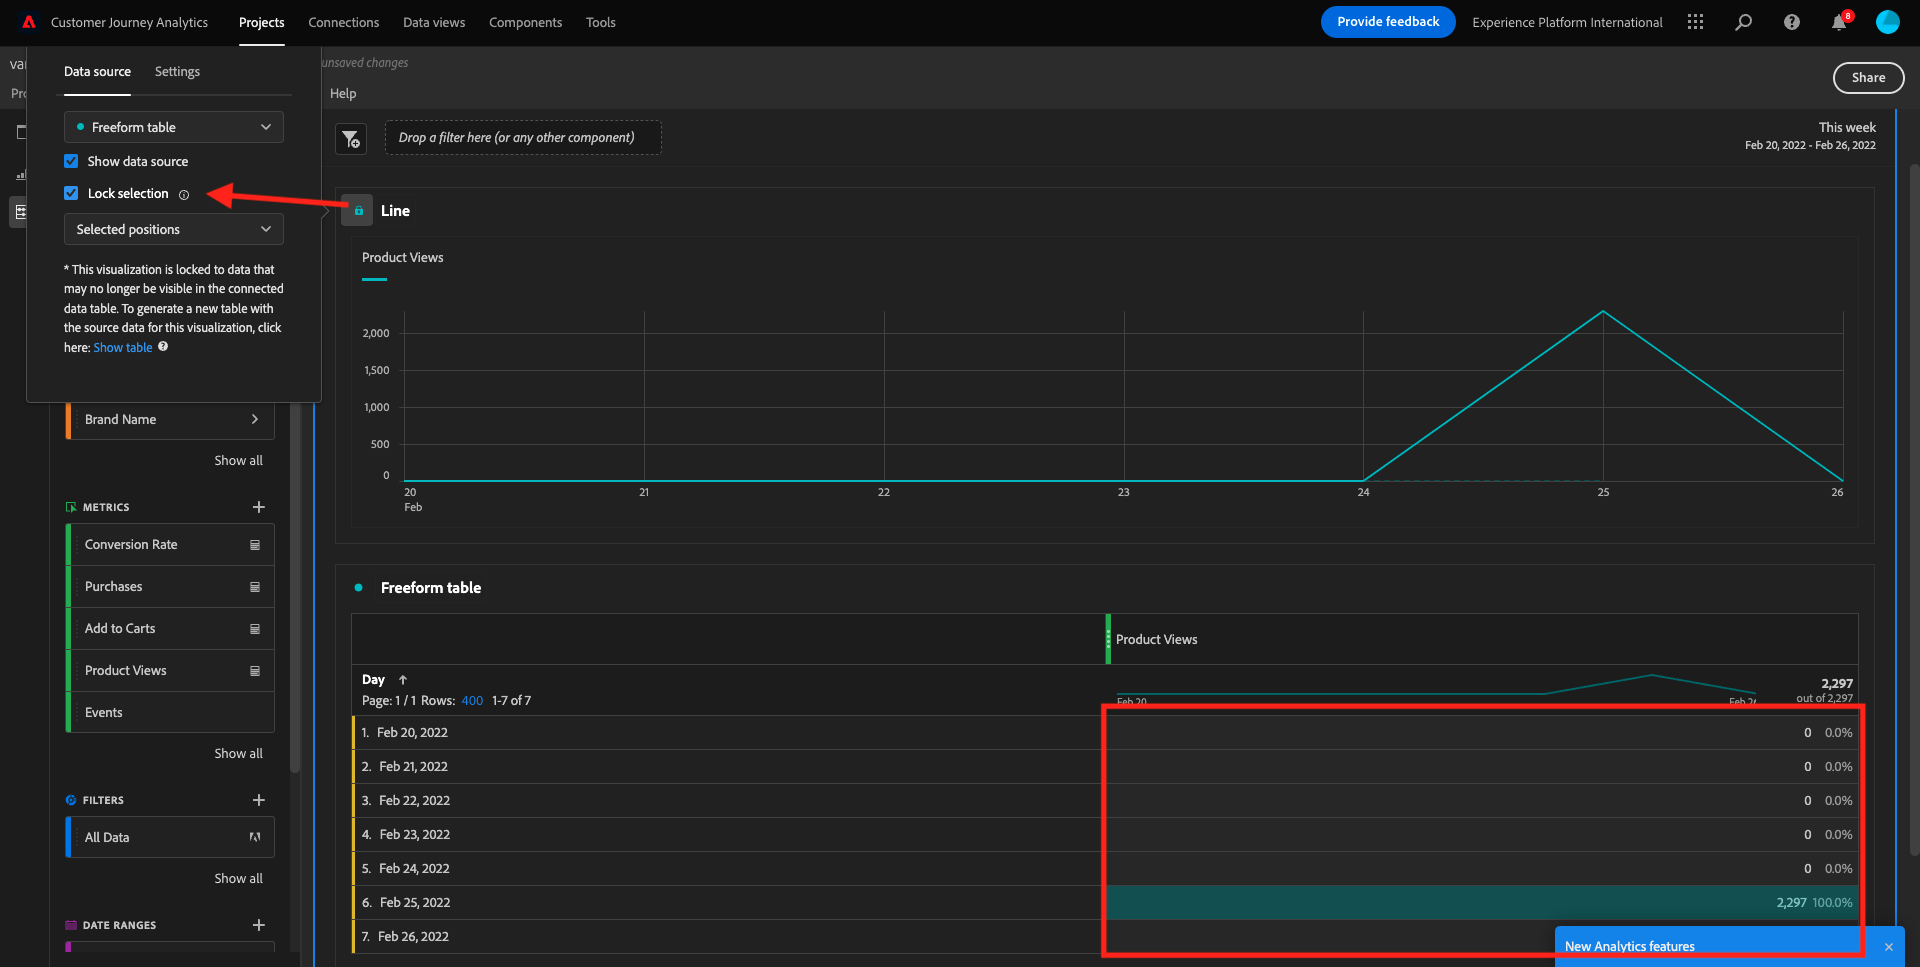 Customer Journey Analytics Projects Connections Data views Components Tools Provide feedback Experience Platform International 8
unsaved changes
Help
Share
Data source Settings
Freeform table
Show data source
Lock selection
Selected positions
* This visualization is locked to data that
may no longer be visible in the connected
data table. To generate a new table with
the source data for this visualization, click
here: Show table
Brand Name
Show all
METRICS
Conversion Rate
Purchases
Add to Carts
Product Views
Events
Show all
FILTERS
All Data
Show all
DATE RANGES
Drop a filter here (or any other component)
This week
Feb 20, 2022 - Feb 26, 2022
Line
Product Views
2,000
1,500
1,000
500
0
20 21 22 23 24 25 26
Feb
Freeform table
Product Views
Day
Page: 1 / 1 Rows: 400 1-7 of 7
Feb 20
2,297
out of 2,297
1. Feb 20, 2022 0 0.0%
2. Feb 21, 2022 0 0.0%
3. Feb 22, 2022 0 0.0%
4. Feb 23, 2022 0 0.0%
5. Feb 24, 2022 0 0.0%
6. Feb 25, 2022 2,297 100.0%
7. Feb 26, 2022
New Analytics features